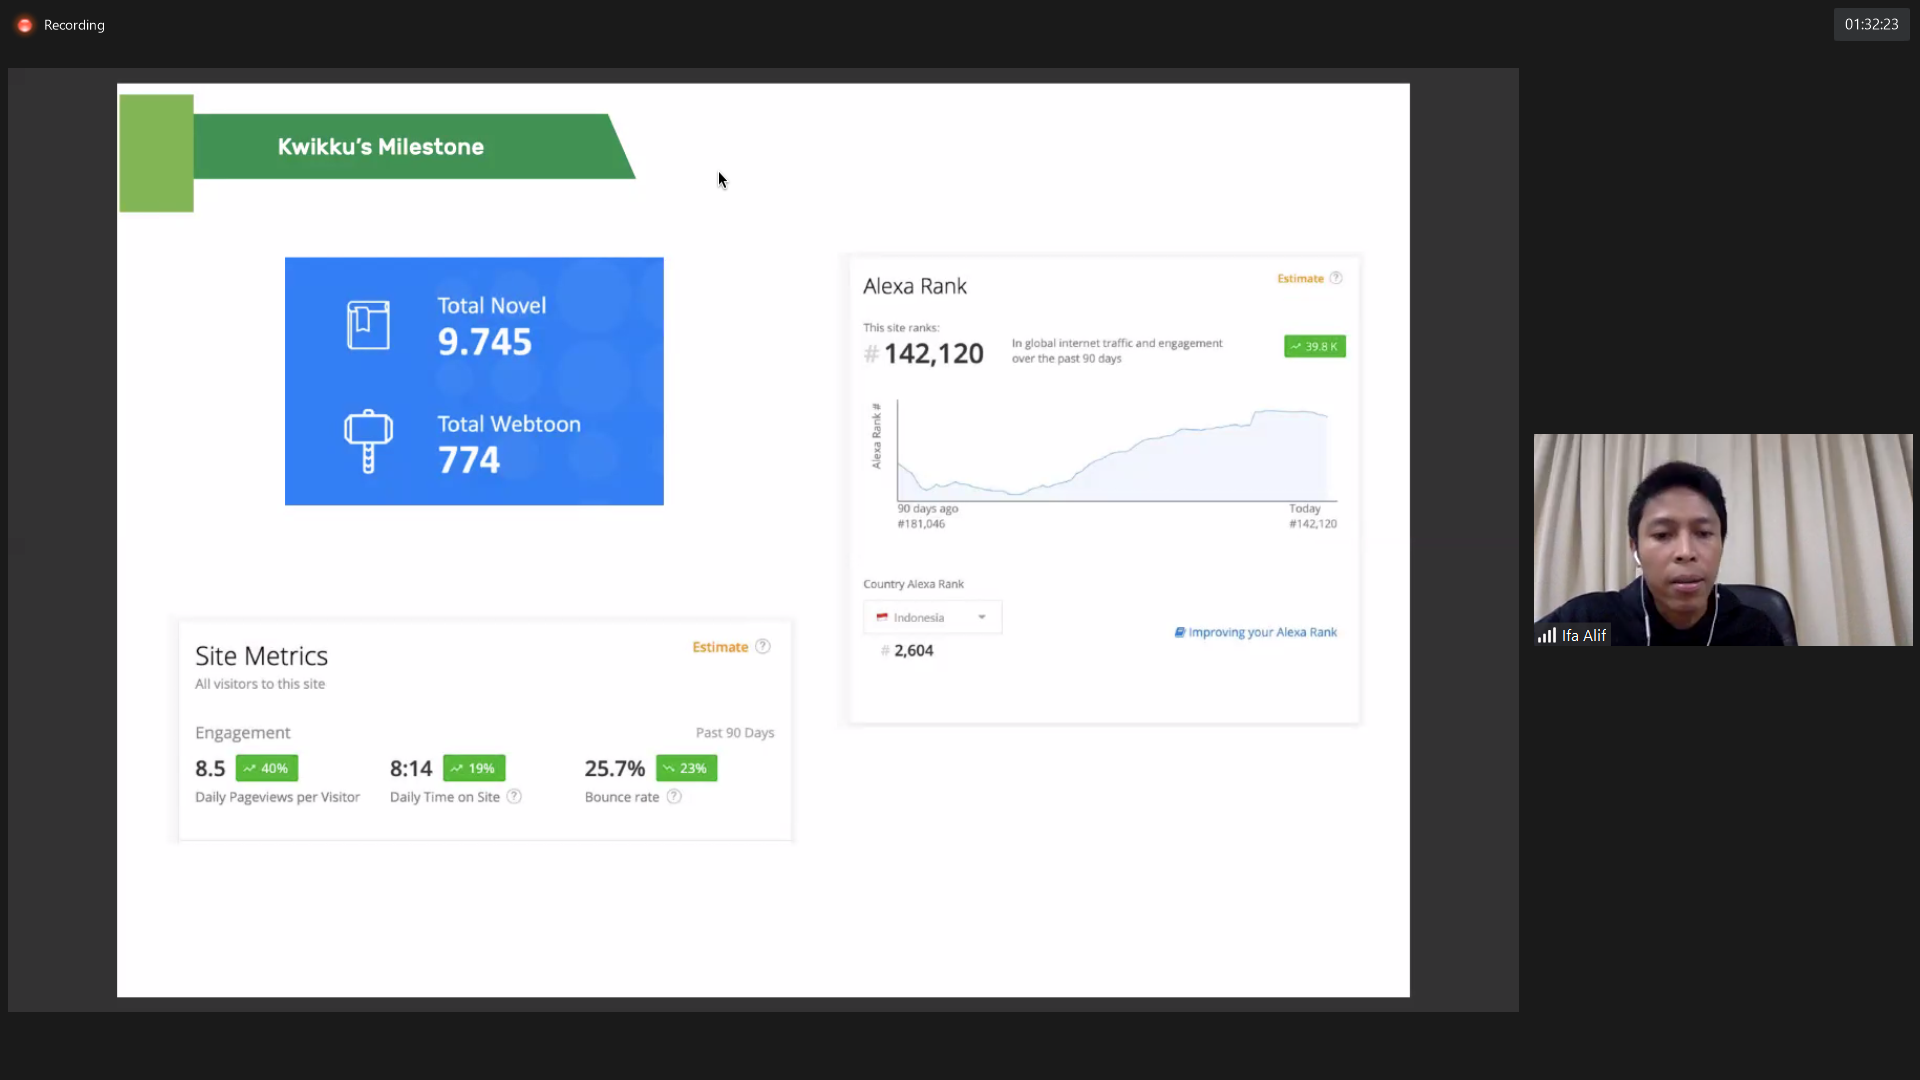 Recording
01:32:23
Kwikku's Milestone
Total Novel
9.745
Total Webtoon
774
Alexa Rank
Estimate ?
This site ranks:
# 142,120
In global internet traffic and engagement
over the past 90 days
39.8 K
Alexa Rank #
90 days ago
#181,046
Today
#142,120
Country Alexa Rank
Indonesia
# 2,604
Improving your Alexa Rank
Site Metrics
Estimate ?
All visitors to this site
Engagement
Past 90 Days
8.5 40%
Daily Pageviews per Visitor
8:14 19%
Daily Time on Site ?
25.7% 23%
Bounce rate ?
Ifa Alif